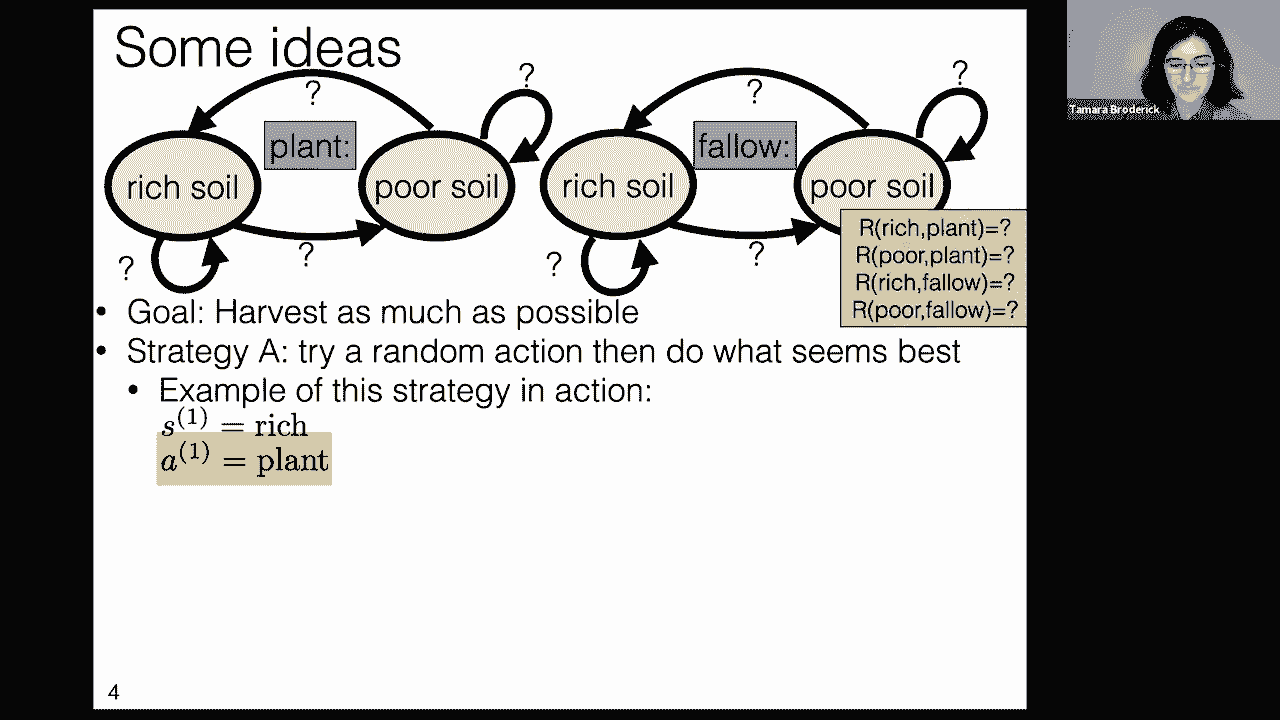 Some ideas
Tamara Broderick
? ? ? ?
plant: fallow:
rich soil poor soil rich soil poor soil
? ? ? ?
R(rich,plant)=?
R(poor,plant)=?
R(rich,fallow)=?
R(poor,fallow)=?
• Goal: Harvest as much as possible
• Strategy A: try a random action then do what seems best
• Example of this strategy in action:
s⁽¹⁾ = rich
a⁽¹⁾ = plant
4